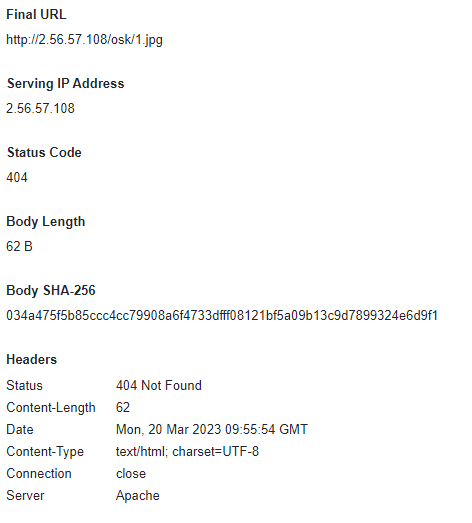 Final URL
http://2.56.57.108/osk/1.jpg
Serving IP Address
2.56.57.108
Status Code
404
Body Length
62 B
Body SHA-256
034a475f5b85ccc4cc79908a6f4733dfff08121bf5a09b13c9d7899324e6d9f1
Headers
Status 404 Not Found
Content-Length 62
Date Mon, 20 Mar 2023 09:55:54 GMT
Content-Type text/html; charset=UTF-8
Connection close
Server Apache